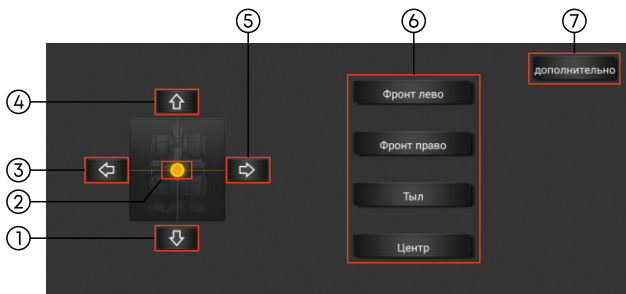 ⑤
⑥
⑦
дополнительно
④
Фронт лево
Фронт право
③
②
Тыл
①
Центр